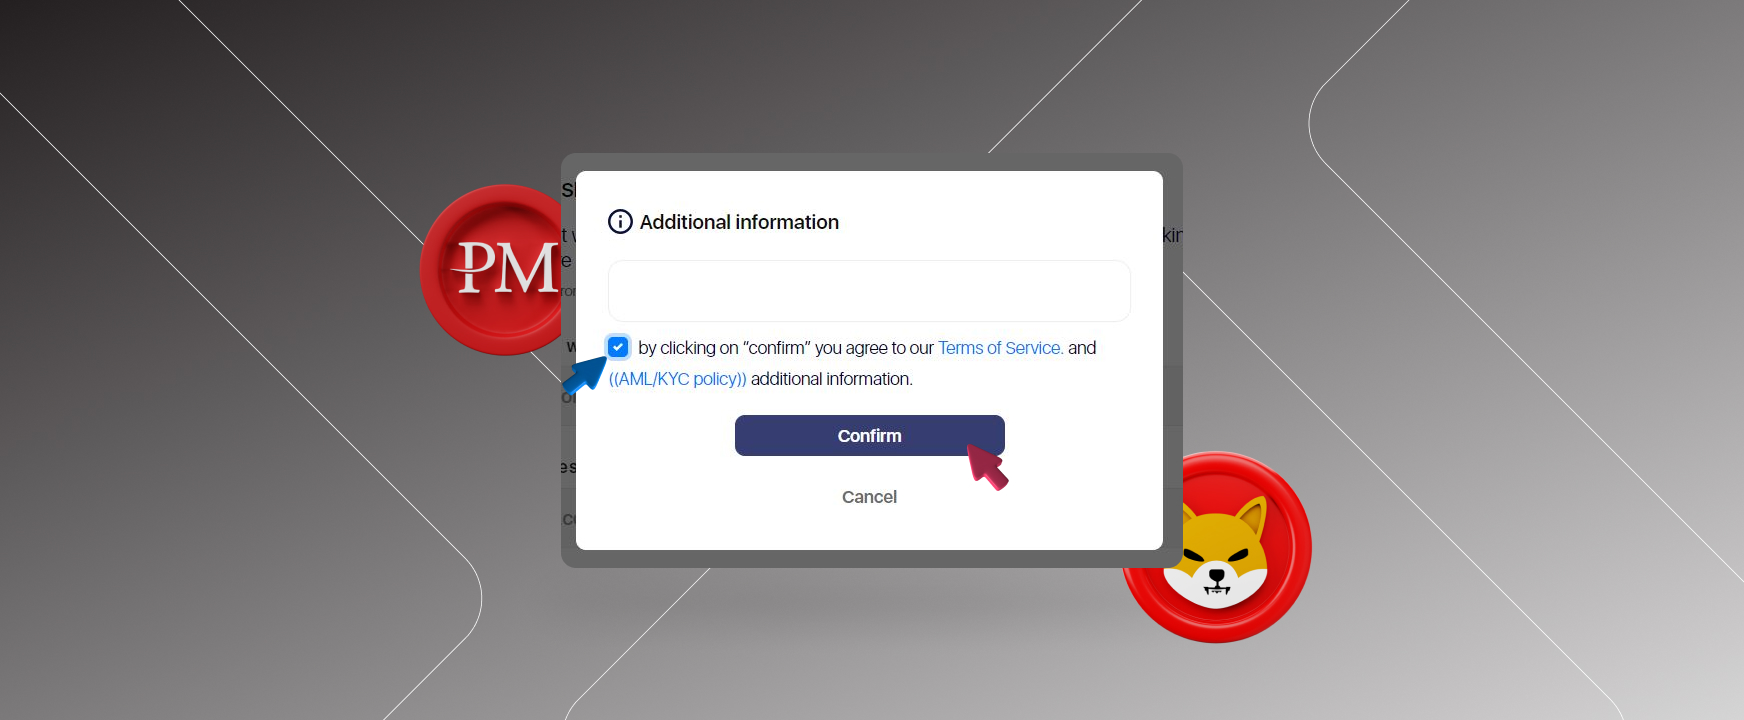 PM
Additional information
by clicking on “confirm” you agree to our Terms of Service. and
((AML/KYC policy)) additional information.
Confirm
Cancel